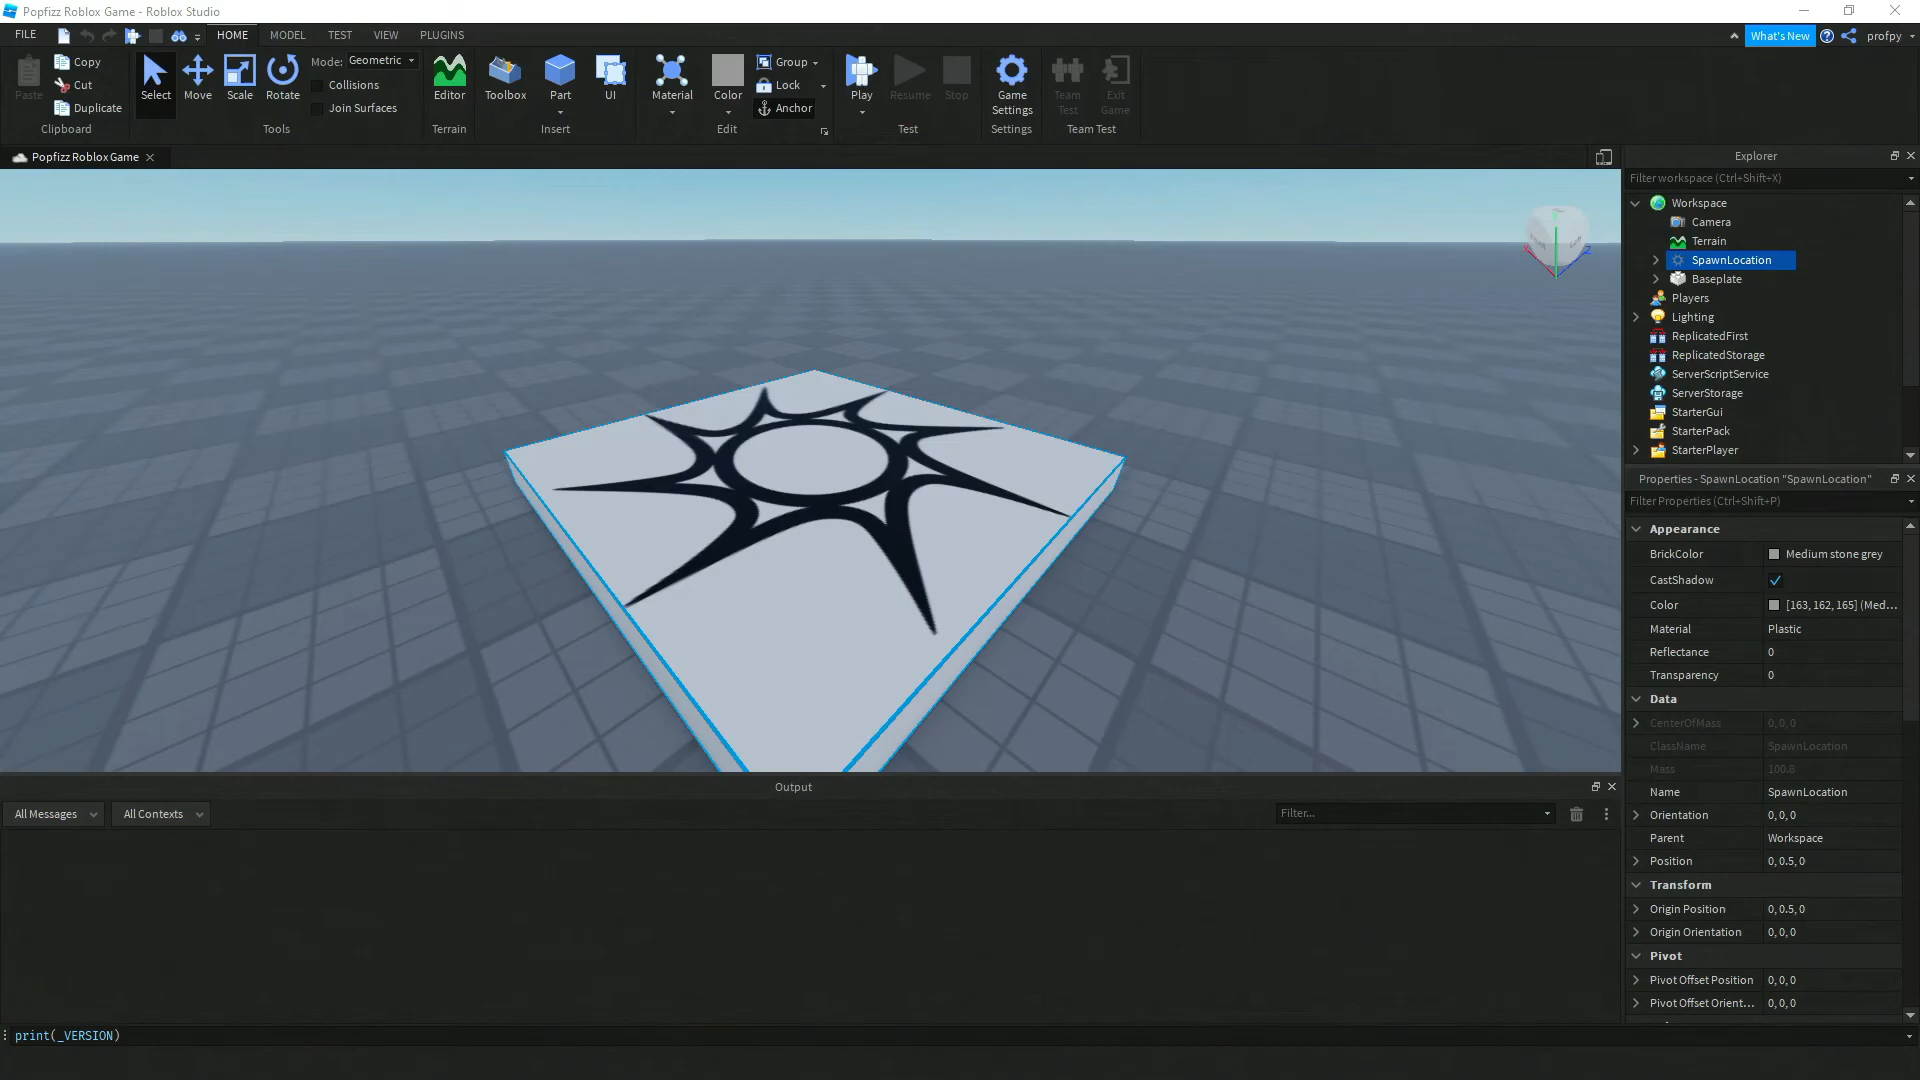 Popfizz Roblox Game - Roblox Studio
FILE HOME MODEL TEST VIEW PLUGINS What's New profpy
Paste Copy Cut Duplicate Clipboard
Select Move Scale Rotate Mode: Geometric Collisions Join Surfaces Tools
Editor Terrain
Toolbox Part UI Insert
Material Color Group Lock Anchor Edit
Play Resume Stop Test
Game Settings Settings
Team Test Exit Game Team Test
Popfizz Roblox Game
Explorer
Filter workspace (Ctrl+Shift+X)
Workspace
Camera
Terrain
SpawnLocation
Baseplate
Players
Lighting
ReplicatedFirst
ReplicatedStorage
ServerScriptService
ServerStorage
StarterGui
StarterPack
StarterPlayer
Properties - SpawnLocation "SpawnLocation"
Filter Properties (Ctrl+Shift+P)
Appearance
BrickColor Medium stone grey
CastShadow
Color [163, 162, 165] (Med...
Material Plastic
Reflectance 0
Transparency 0
Data
CenterOfMass 0, 0, 0
ClassName SpawnLocation
Mass 100.8
Name SpawnLocation
Orientation 0, 0, 0
Parent Workspace
Position 0, 0.5, 0
Transform
Origin Position 0, 0.5, 0
Origin Orientation 0, 0, 0
Pivot
Pivot Offset Position 0, 0, 0
Pivot Offset Orient... 0, 0, 0
Output
All Messages All Contexts Filter...
print(_VERSION)